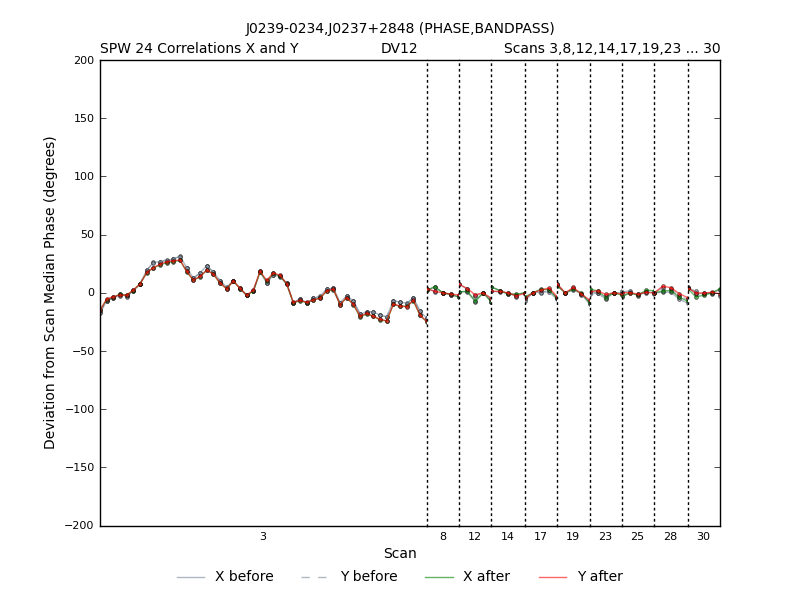 J0239-0234,J0237+2848 (PHASE,BANDPASS)
SPW 24 Correlations X and Y DV12 Scans 3,8,12,14,17,19,23 ... 30
200
150
100
50
0
−50
−100
−150
−200
Deviation from Scan Median Phase (degrees)
3 8 12 14 17 19 23 25 28 30
Scan
X before Y before X after Y after